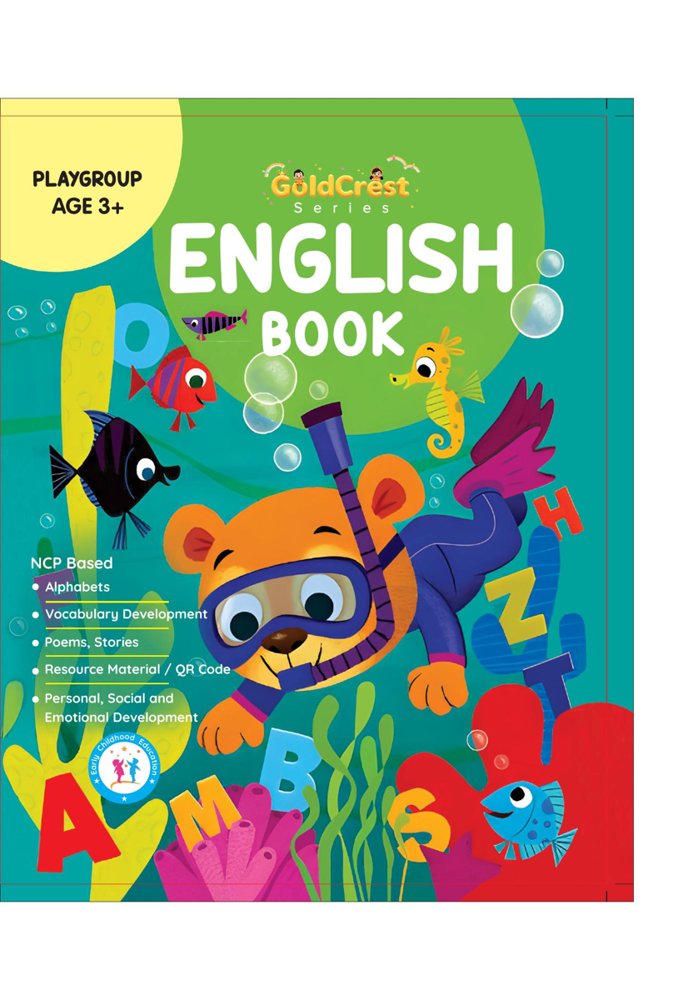 PLAYGROUP
AGE 3+
GoldCrest
Series
ENGLISH
BOOK
D
H
Z
T
E
NCP Based
• Alphabets
• Vocabulary Development
• Poems, Stories
• Resource Material / QR Code
• Personal, Social and
Emotional Development
Early Childhood Education
A
M
B
S